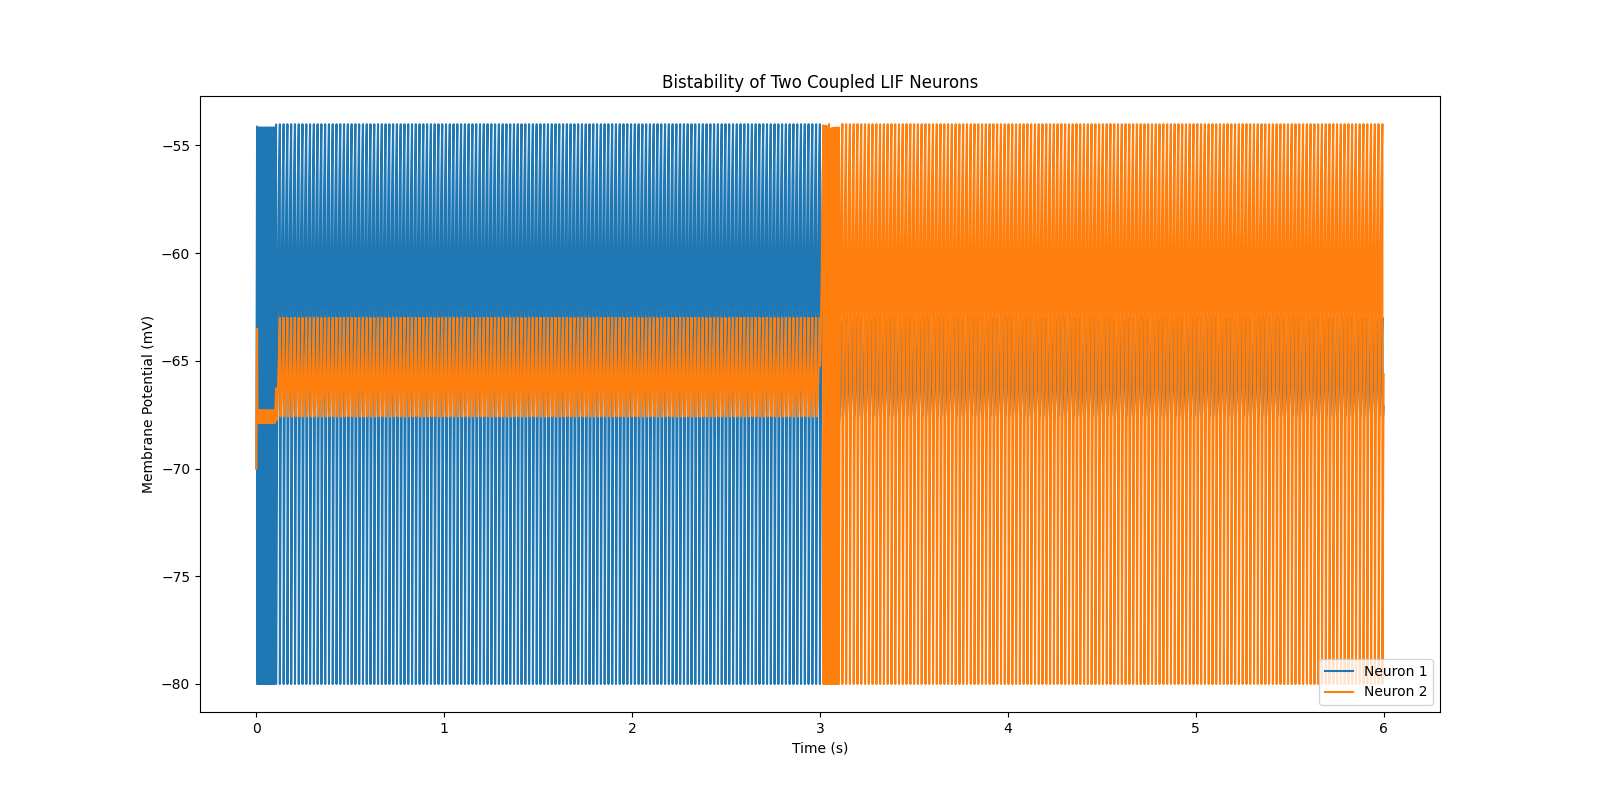 Bistability of Two Coupled LIF Neurons
Membrane Potential (mV)
−55
−60
−65
−70
−75
−80
0 1 2 3 4 5 6
Time (s)
Neuron 1
Neuron 2